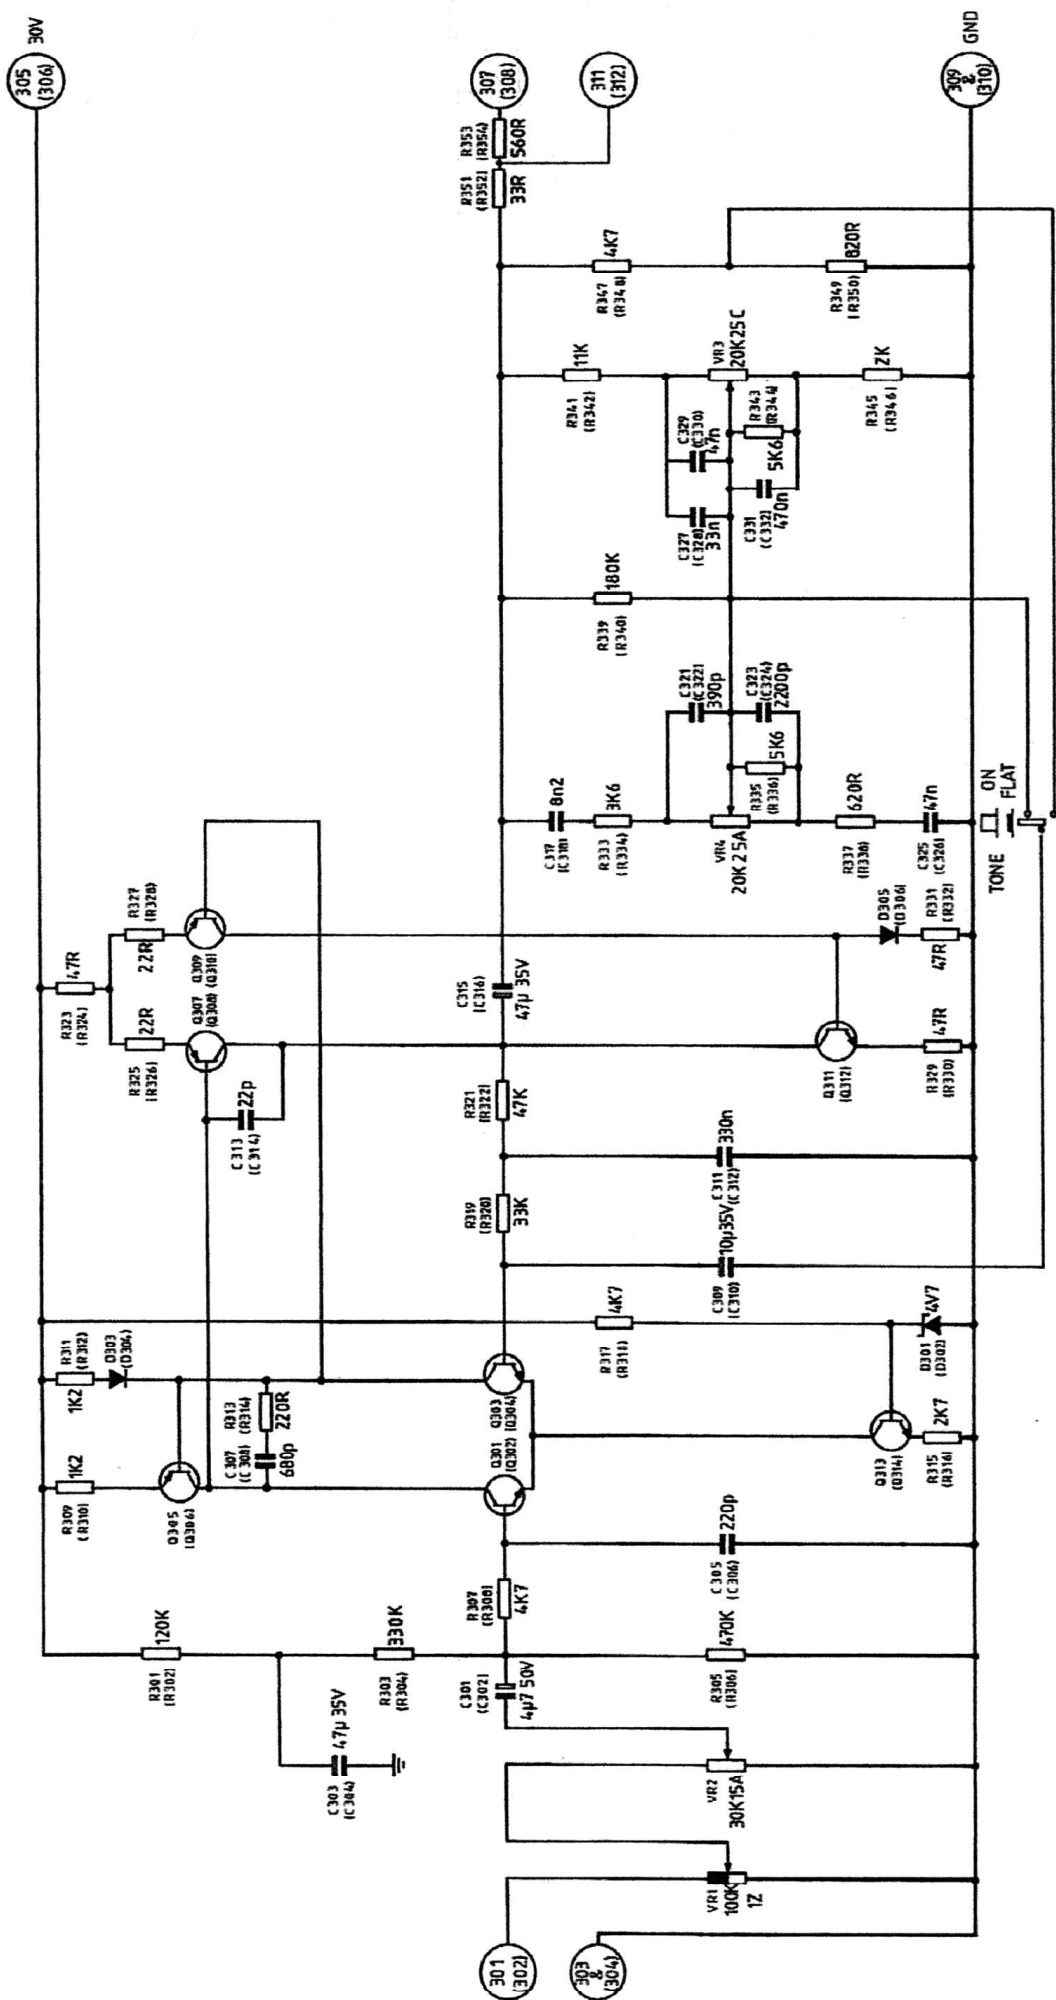 305
(306)
30V
307
(308)
311
(312)
309
&
(310)
GND
R353
(R354)
560R
R351
(R352)
33R
R347
(R348)
4K7
R349
(R350)
820R
R341
(R342)
11K
VR3
20K25C
C329
(C330)
47n
R343
(R344)
5K6
R345
(R346)
2K
C327
(C328)
33n
C331
(C332)
470n
R339
(R340)
180K
C321
(C322)
390p
C323
(C324)
2200p
R335
(R336)
5K6
C317
(C318)
8n2
R333
(R334)
3K6
VR4
20K25A
R337
(R338)
620R
C325
(C326)
47n
TONE
ON
FLAT
R323
(R324)
47R
R327
(R328)
22R
R325
(R326)
22R
Q309
(Q310)
Q307
(Q308)
C313
(C314)
22p
C315
(C316)
47µ 35V
D305
(D306)
R331
(R332)
47R
Q311
(Q312)
R329
(R330)
47R
R321
(R322)
47K
C311
(C312)
330n
R319
(R320)
33K
C309
(C310)
10µ35V
R311
(R312)
1K2
D303
(D304)
R317
(R318)
4K7
D301
(D302)
4V7
R313
(R314)
220R
C307
(C308)
680p
Q303
(Q304)
Q301
(Q302)
Q313
(Q314)
R315
(R316)
2K7
R309
(R310)
1K2
Q305
(Q306)
C305
(C306)
220p
R307
(R308)
4K7
R301
(R302)
120K
R303
(R304)
330K
R305
(R306)
470K
C301
(C302)
4µ7 50V
C303
(C304)
47µ 35V
VR2
30K15A
VR1
100K
1Z
301
(302)
303
&
(304)